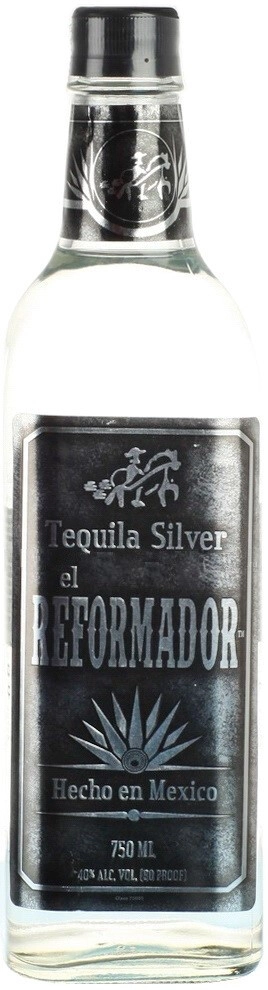 Tequila Silver
el
REFORMADOR™
Hecho en Mexico
750 ML
40% ALC, VOL, (80 PROOF)